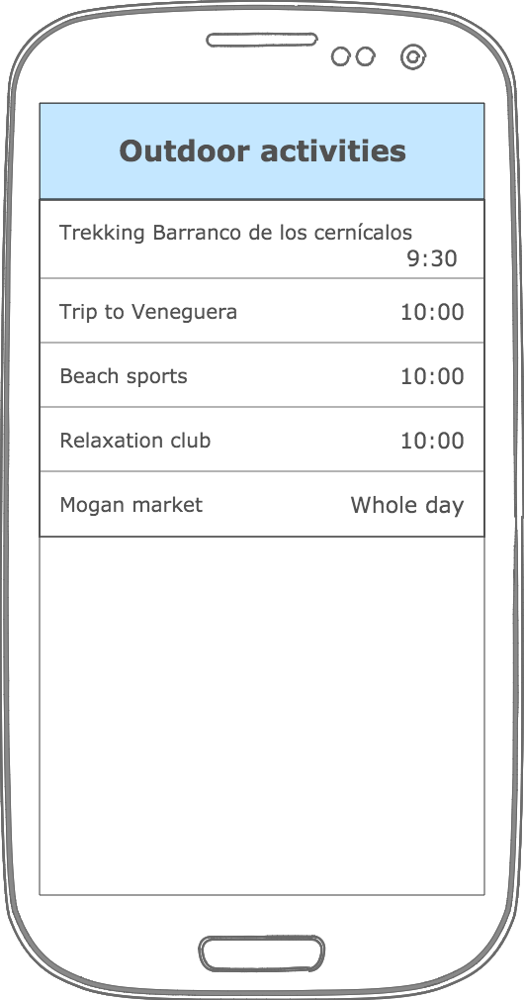 Outdoor activities
Trekking Barranco de los cernícalos
9:30
Trip to Veneguera 10:00
Beach sports 10:00
Relaxation club 10:00
Mogan market Whole day